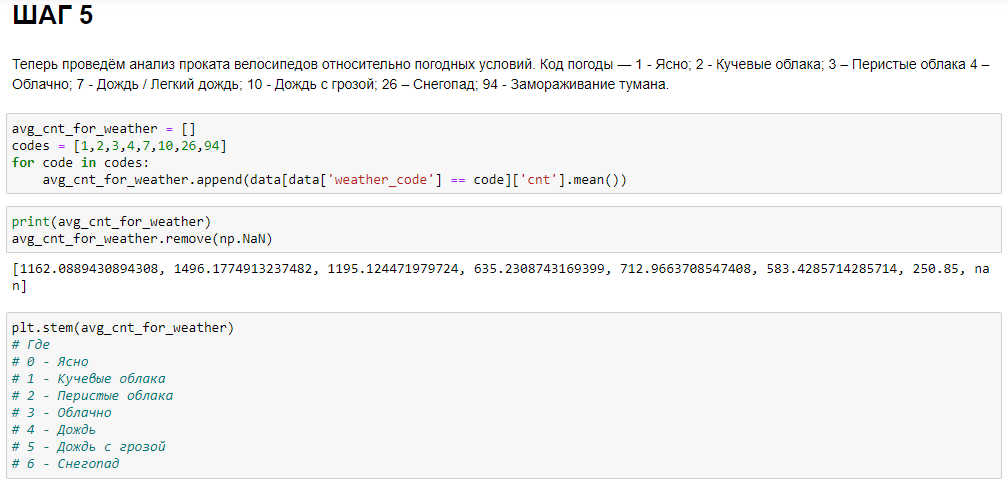 ШАГ 5
Теперь проведём анализ проката велосипедов относительно погодных условий. Код погоды — 1 - Ясно; 2 - Кучевые облака; 3 – Перистые облака 4 –
Облачно; 7 - Дождь / Легкий дождь; 10 - Дождь с грозой; 26 – Снегопад; 94 - Замораживание тумана.
avg_cnt_for_weather = []
codes = [1,2,3,4,7,10,26,94]
for code in codes:
    avg_cnt_for_weather.append(data[data['weather_code'] == code]['cnt'].mean())
print(avg_cnt_for_weather)
avg_cnt_for_weather.remove(np.NaN)
[1162.0889430894308, 1496.1774913237482, 1195.124471979724, 635.2308743169399, 712.9663708547408, 583.4285714285714, 250.85, na
n]
plt.stem(avg_cnt_for_weather)
# Где
# 0 - Ясно
# 1 - Кучевые облака
# 2 - Перистые облака
# 3 - Облачно
# 4 - Дождь
# 5 - Дождь с грозой
# 6 - Снегопад